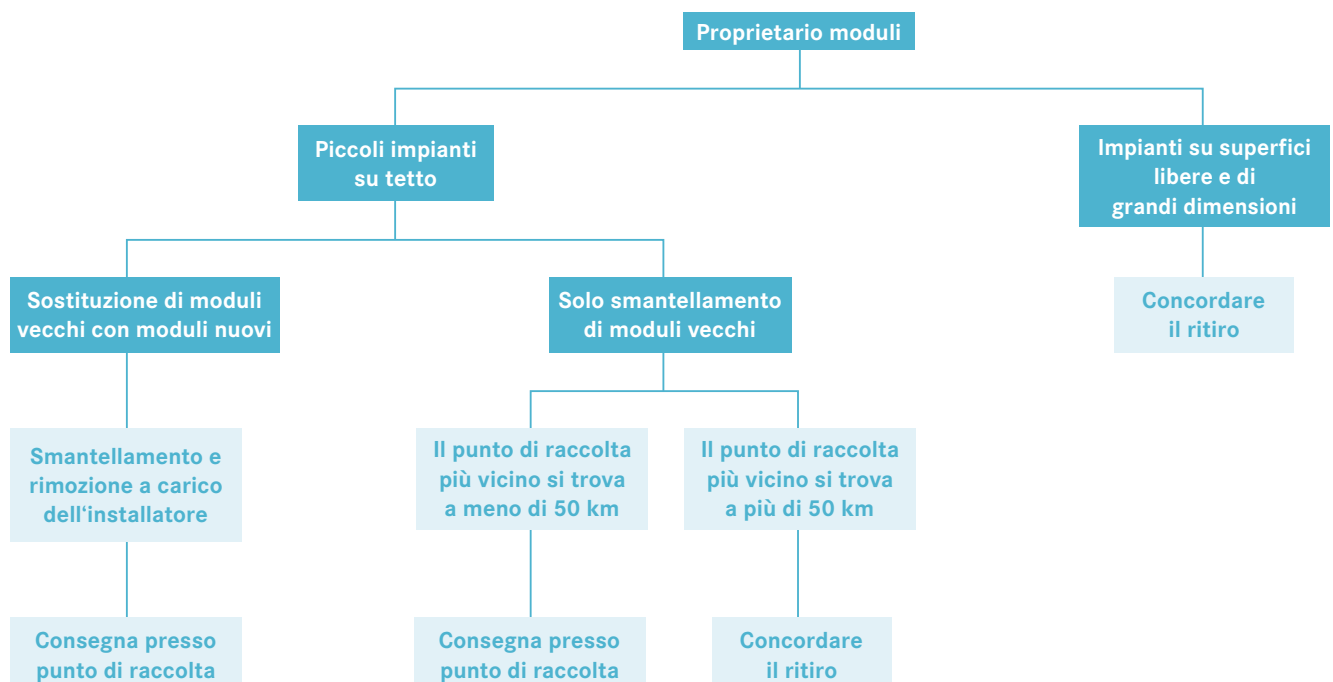 Proprietario moduli
Piccoli impianti
su tetto
Impianti su superfici
libere e di
grandi dimensioni
Sostituzione di moduli
vecchi con moduli nuovi
Solo smantellamento
di moduli vecchi
Concordare
il ritiro
Smantellamento e
rimozione a carico
dell‘installatore
Il punto di raccolta
più vicino si trova
a meno di 50 km
Il punto di raccolta
più vicino si trova
a più di 50 km
Consegna presso
punto di raccolta
Consegna presso
punto di raccolta
Concordare
il ritiro